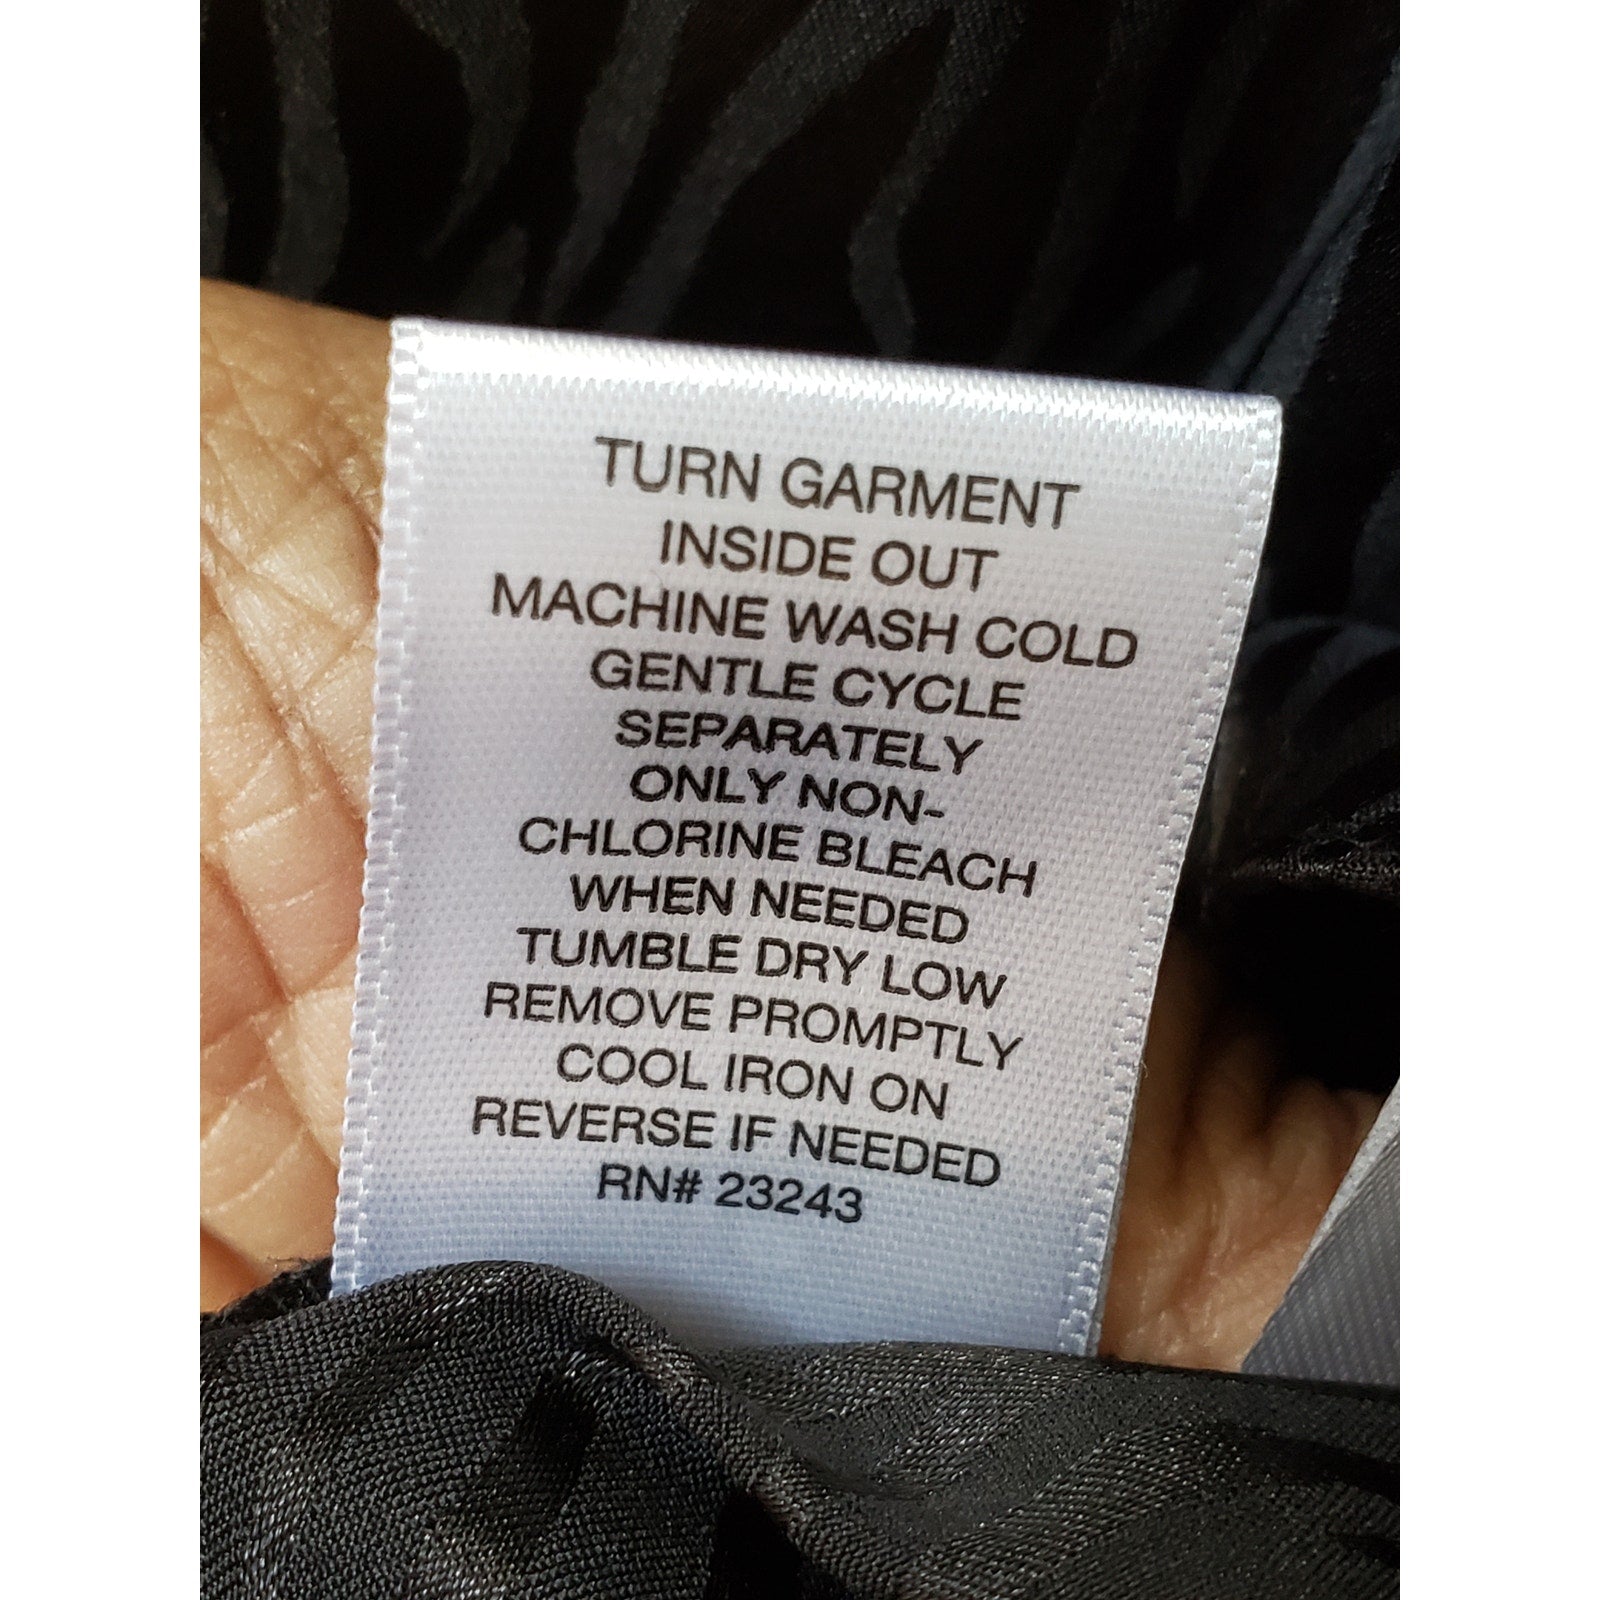 TURN GARMENT
INSIDE OUT
MACHINE WASH COLD
GENTLE CYCLE
SEPARATELY
ONLY NON-
CHLORINE BLEACH
WHEN NEEDED
TUMBLE DRY LOW
REMOVE PROMPTLY
COOL IRON ON
REVERSE IF NEEDED
RN# 23243